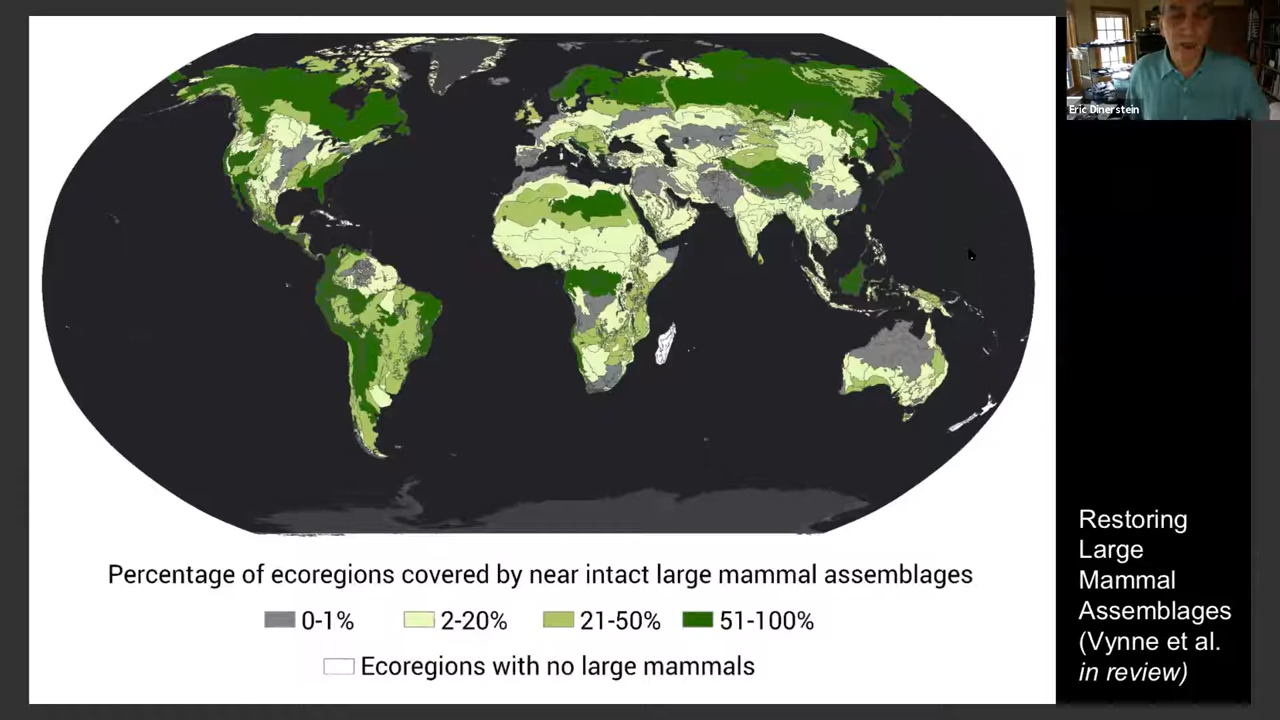 Eric Dinerstein
Percentage of ecoregions covered by near intact large mammal assemblages
0-1% 2-20% 21-50% 51-100%
Ecoregions with no large mammals
Restoring
Large
Mammal
Assemblages
(Vynne et al.
in review)